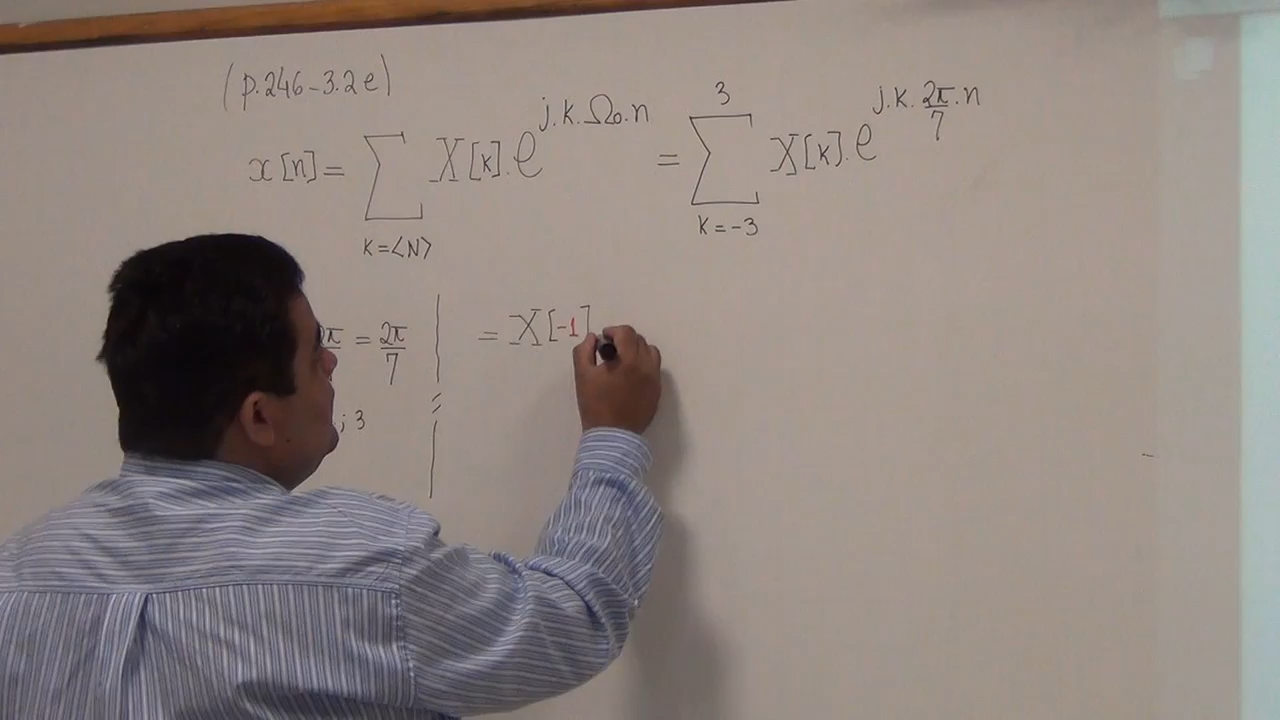 (p.246-3.2e)
x[n] = ∑ X[k].e^{j.k.Ω₀.n} = ∑ X[k].e^{j.k.2π/7.n}
k=⟨N⟩ 3 k=-3
2π = 2π/7 = X[-1]
; 3